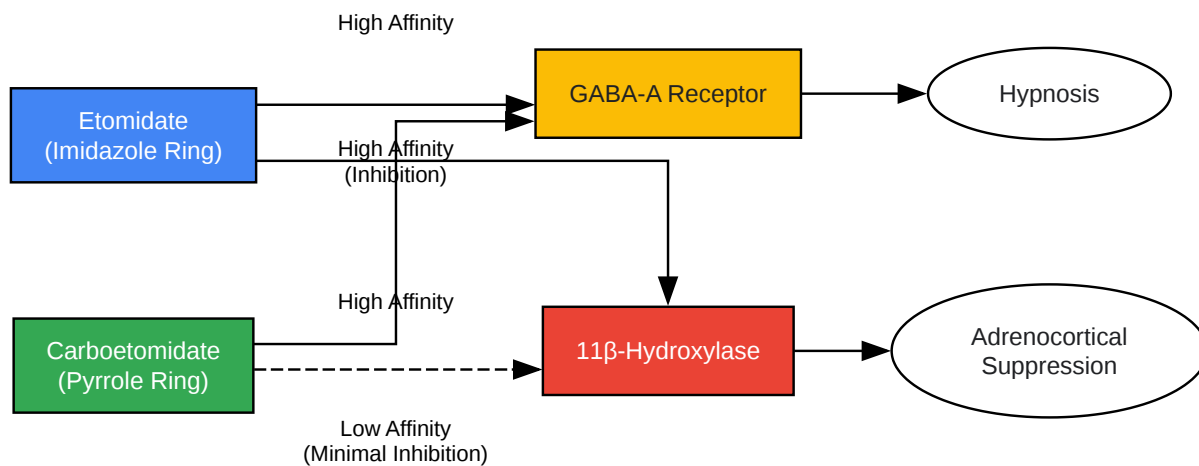 High Affinity
Etomidate
(Imidazole Ring)
GABA-A Receptor
Hypnosis
High Affinity
(Inhibition)
High Affinity
Carboetomidate
(Pyrrole Ring)
11β-Hydroxylase
Adrenocortical
Suppression
Low Affinity
(Minimal Inhibition)